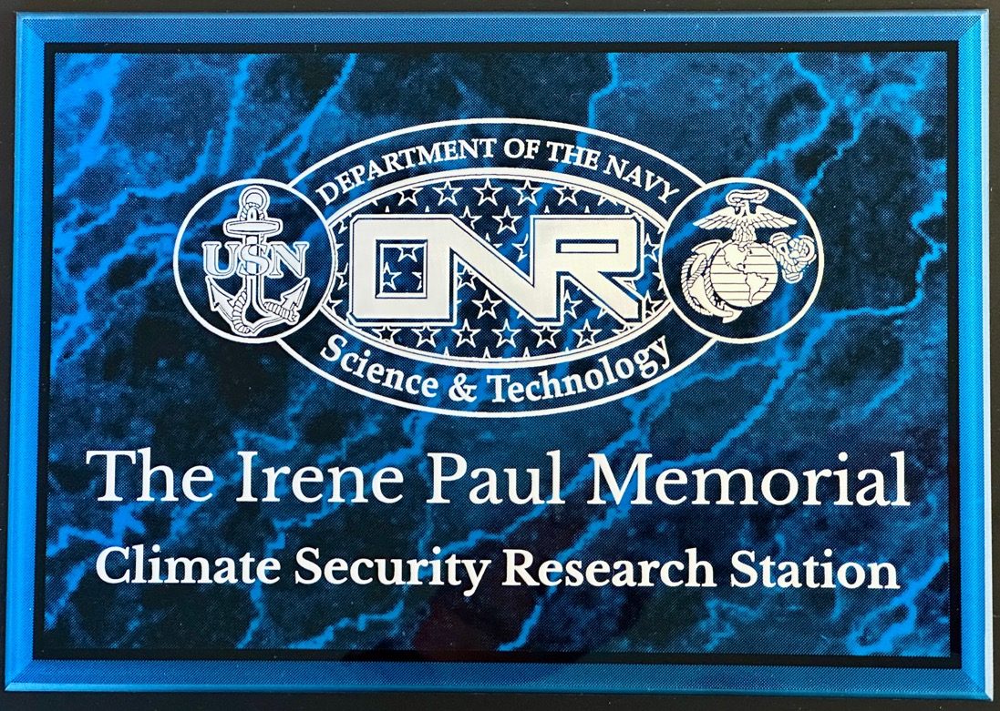 DEPARTMENT OF THE NAVY
USN
ONR
Science & Technology
The Irene Paul Memorial
Climate Security Research Station